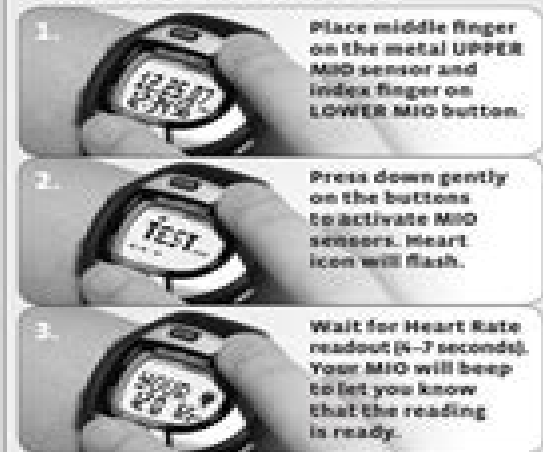 1.
Place middle finger
on the metal UPPER
MIO sensor and
index finger on
LOWER MIO button.
2.
TEST
Press down gently
on the buttons
to activate MIO
sensors. Heart
icon will flash.
3.
Wait for Heart Rate
readout (4–7 seconds).
Your MIO will beep
to let you know
that the reading
is ready.